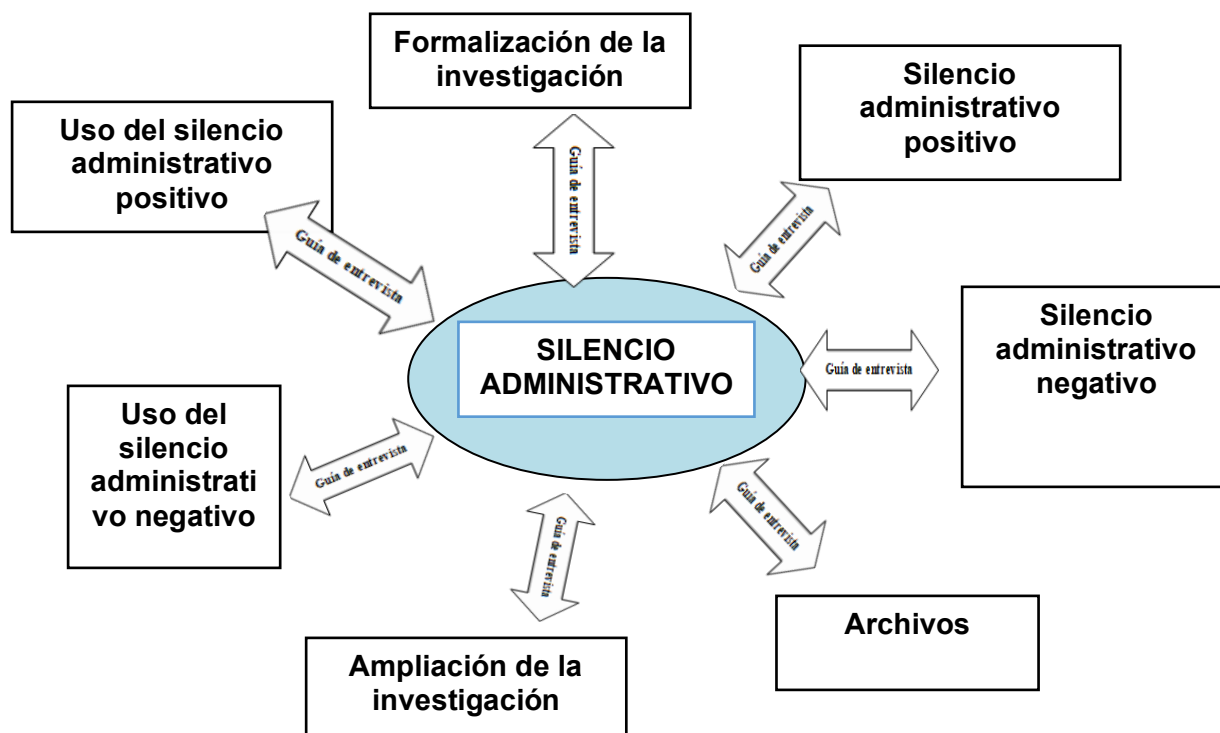 Formalización de la
investigación
Silencio
administrativo
positivo
Uso del silencio
administrativo
positivo
Guía de entrevista
Guía de entrevista
Guía de entrevista
SILENCIO
ADMINISTRATIVO
Guía de entrevista
Silencio
administrativo
negativo
Uso del
silencio
administrati
vo negativo
Guía de entrevista
Guía de entrevista
Guía de entrevista
Archivos
Ampliación de la
investigación